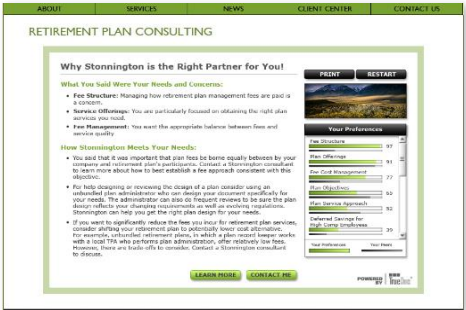 ABOUT
SERVICES
NEWS
CLIENT CENTER
CONTACT US
RETIREMENT PLAN CONSULTING
Why Stonnington is the Right Partner for You!
What You Said Were Your Needs and Concerns:
• Fee Structure: Managing how retirement plan management fees are paid is
a concern.
• Service Offerings: You are particularly focused on obtaining the right plan
services you need.
• Fee Management: You want the appropriate balance between fees and
service quality.
How Stonnington Meets Your Needs:
• You said that it was important that plan fees be borne equally between by your
company and retirement plan's participants. Contact a Stonnington consultant
to learn more about how to best establish a fee approach consistent with this
objective.
• For help designing or reviewing the design of a plan consider using an
unbundled plan administrator who can design your document specifically for
your needs. The administrator can also do frequent reviews to be sure the plan
design reflects your changing requirements as well as evolving regulations.
Stonnington can help you get the right plan design for your needs.
• If you want to significantly reduce the fees you incur for retirement plan services,
consider shifting your retirement plan to potentially lower cost alternative.
For example, unbundled retirement plans, in which a plan record keeper works
with a local TPA who performs plan administration, offer relatively low fees.
However, there are trade-offs to consider. Contact a Stonnington consultant
to discuss.
LEARN MORE
CONTACT ME
PRINT
RESTART
Your Preferences
Fee Structure
97
Plan Offerings
91
Fee Cost Management
77
Plan Objectives
65
Plan Service Approach
52
Deferred Savings for
High Comp Employees
39
Your Preferences
POWERED
BY